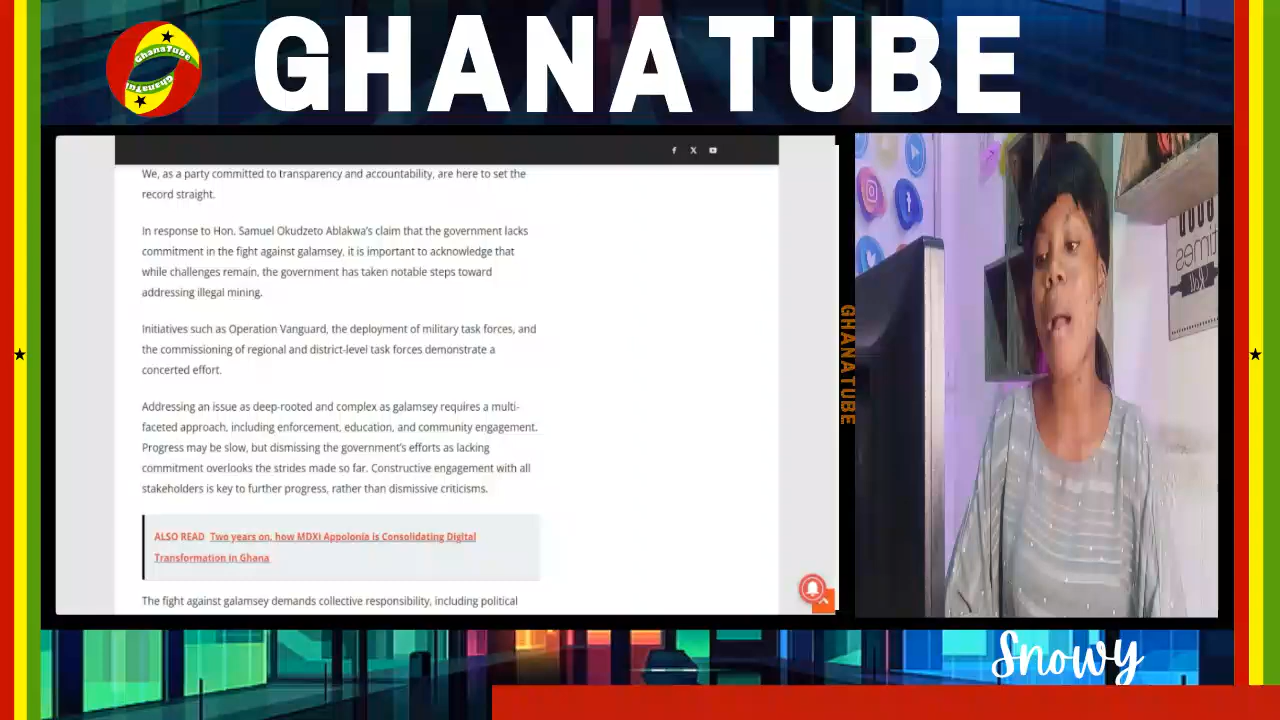 GHANATUBE
GhanaTube
We, as a party committed to transparency and accountability, are here to set the
record straight.
In response to Hon. Samuel Okudzeto Ablakwa's claim that the government lacks
commitment in the fight against galamsey, it is important to acknowledge that
while challenges remain, the government has taken notable steps toward
addressing illegal mining.
Initiatives such as Operation Vanguard, the deployment of military task forces, and
the commissioning of regional and district-level task forces demonstrate a
concerted effort.
Addressing an issue as deep-rooted and complex as galamsey requires a multi-
faceted approach, including enforcement, education, and community engagement.
Progress may be slow, but dismissing the government's efforts as lacking
commitment overlooks the strides made so far. Constructive engagement with all
stakeholders is key to further progress, rather than dismissive criticisms.
ALSO READ Two years on, how MDXi Appolonia is Consolidating Digital
Transformation in Ghana
The fight against galamsey demands collective responsibility, including political
GHANATUBE
times
Snowy